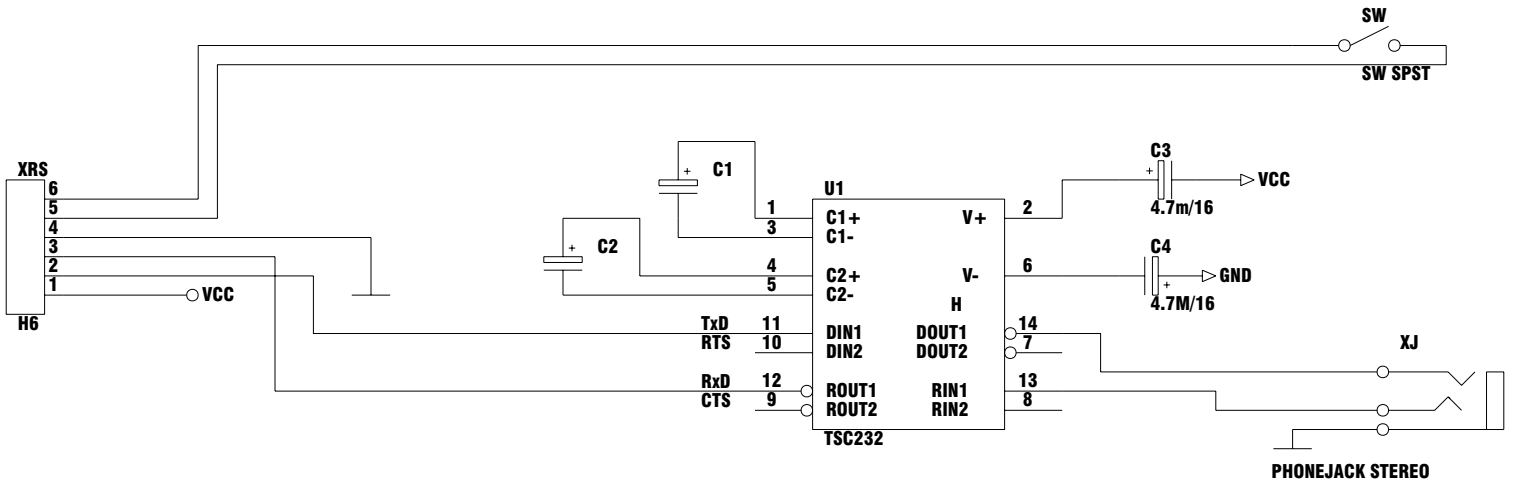 SW
SW SPST
XRS
6
5
4
3
2
1
VCC
H6
C1
+
C2
+
U1
1
3
4
5
TxD 11
RTS 10
RxD 12
CTS 9
C1+
C1-
C2+
C2-
DIN1
DIN2
ROUT1
ROUT2
V+
V-
H
DOUT1
DOUT2
RIN1
RIN2
TSC232
2
6
14
7
13
8
C3
+
VCC
4.7m/16
C4
GND
+
4.7M/16
XJ
PHONEJACK STEREO